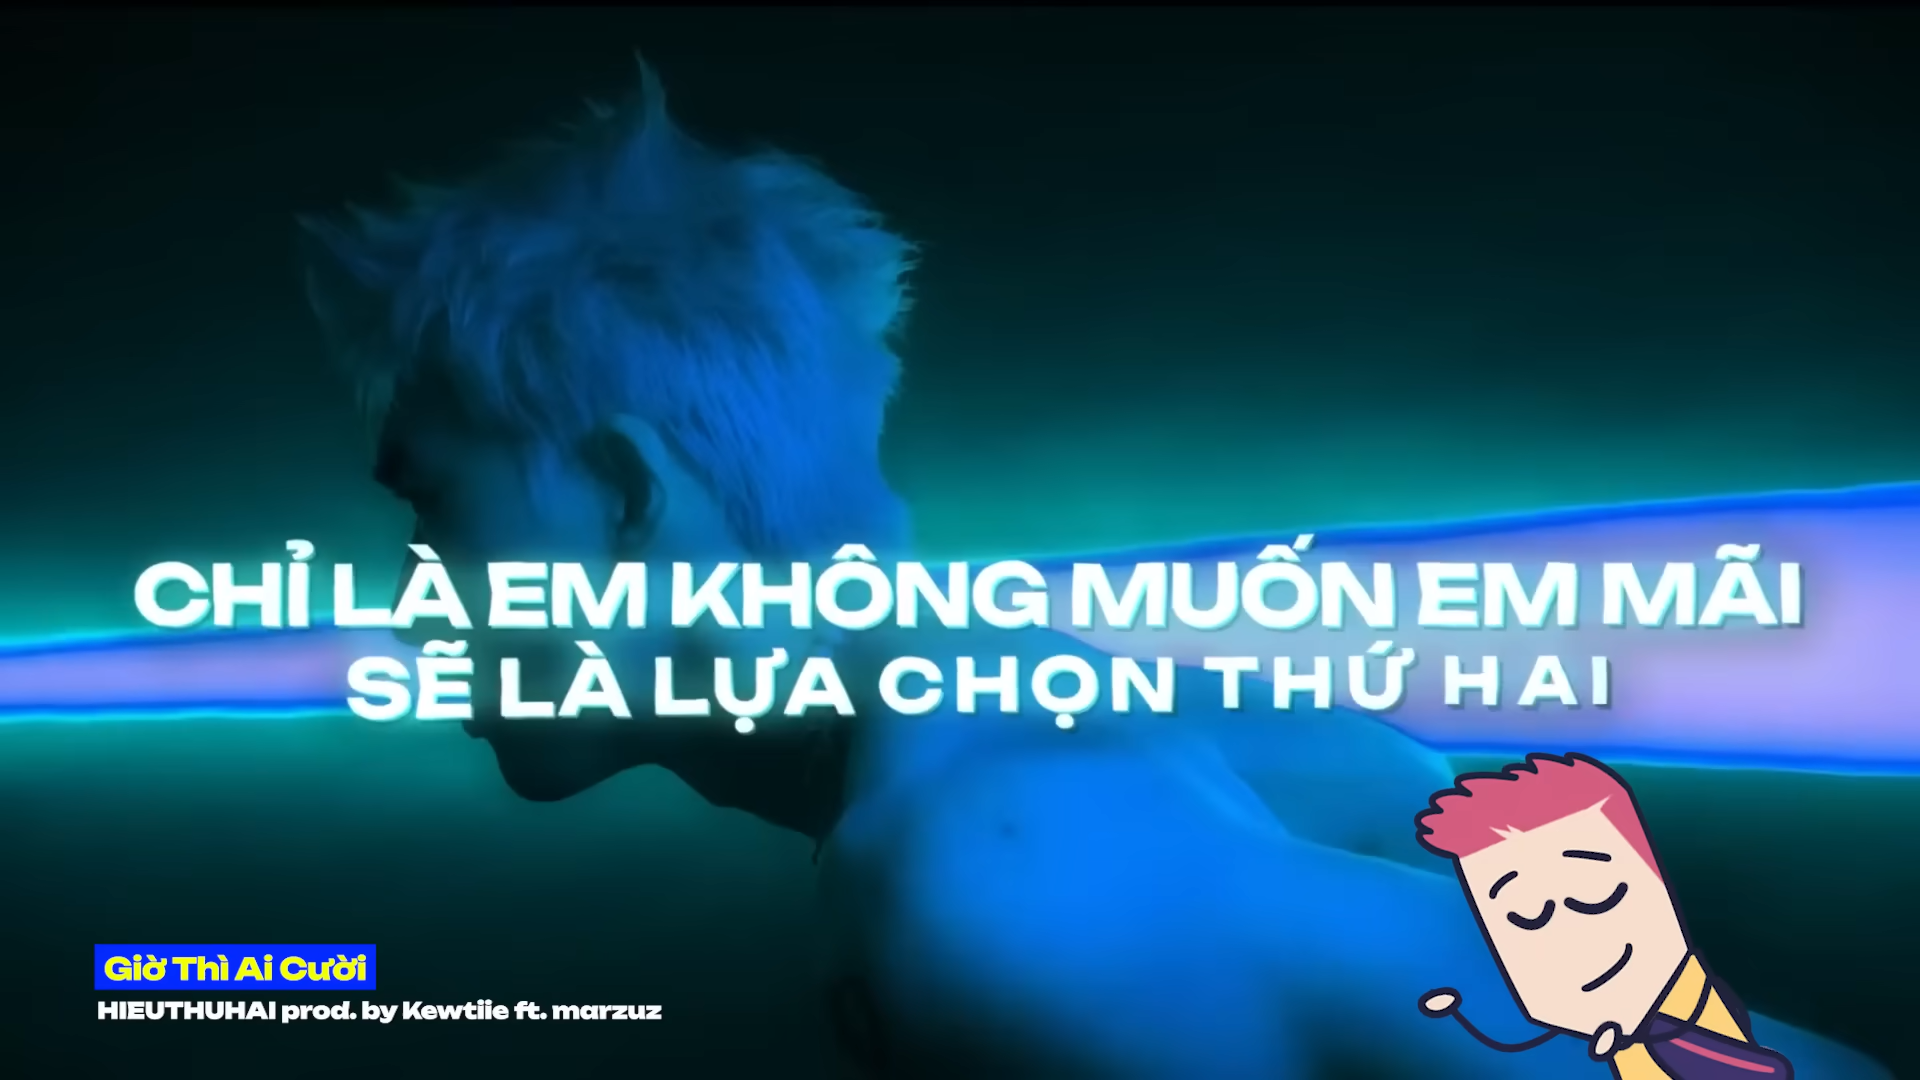 CHỈ LÀ EM KHÔNG MUỐN EM MÃI
SẼ LÀ LỰA CHỌN THỨ HAI
Giờ Thì Ai Cười
HIEUTHUHAI prod. by Kewtiie ft. marzuz